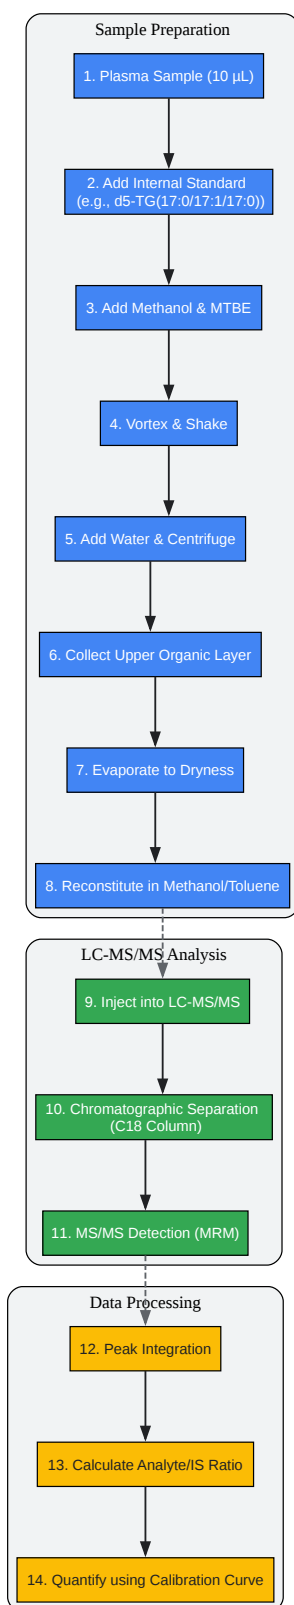 Sample Preparation
1. Plasma Sample (10 µL)
2. Add Internal Standard
(e.g., d5-TG(17:0/17:1/17:0))
3. Add Methanol & MTBE
4. Vortex & Shake
5. Add Water & Centrifuge
6. Collect Upper Organic Layer
7. Evaporate to Dryness
8. Reconstitute in Methanol/Toluene
LC-MS/MS Analysis
9. Inject into LC-MS/MS
10. Chromatographic Separation
(C18 Column)
11. MS/MS Detection (MRM)
Data Processing
12. Peak Integration
13. Calculate Analyte/IS Ratio
14. Quantify using Calibration Curve